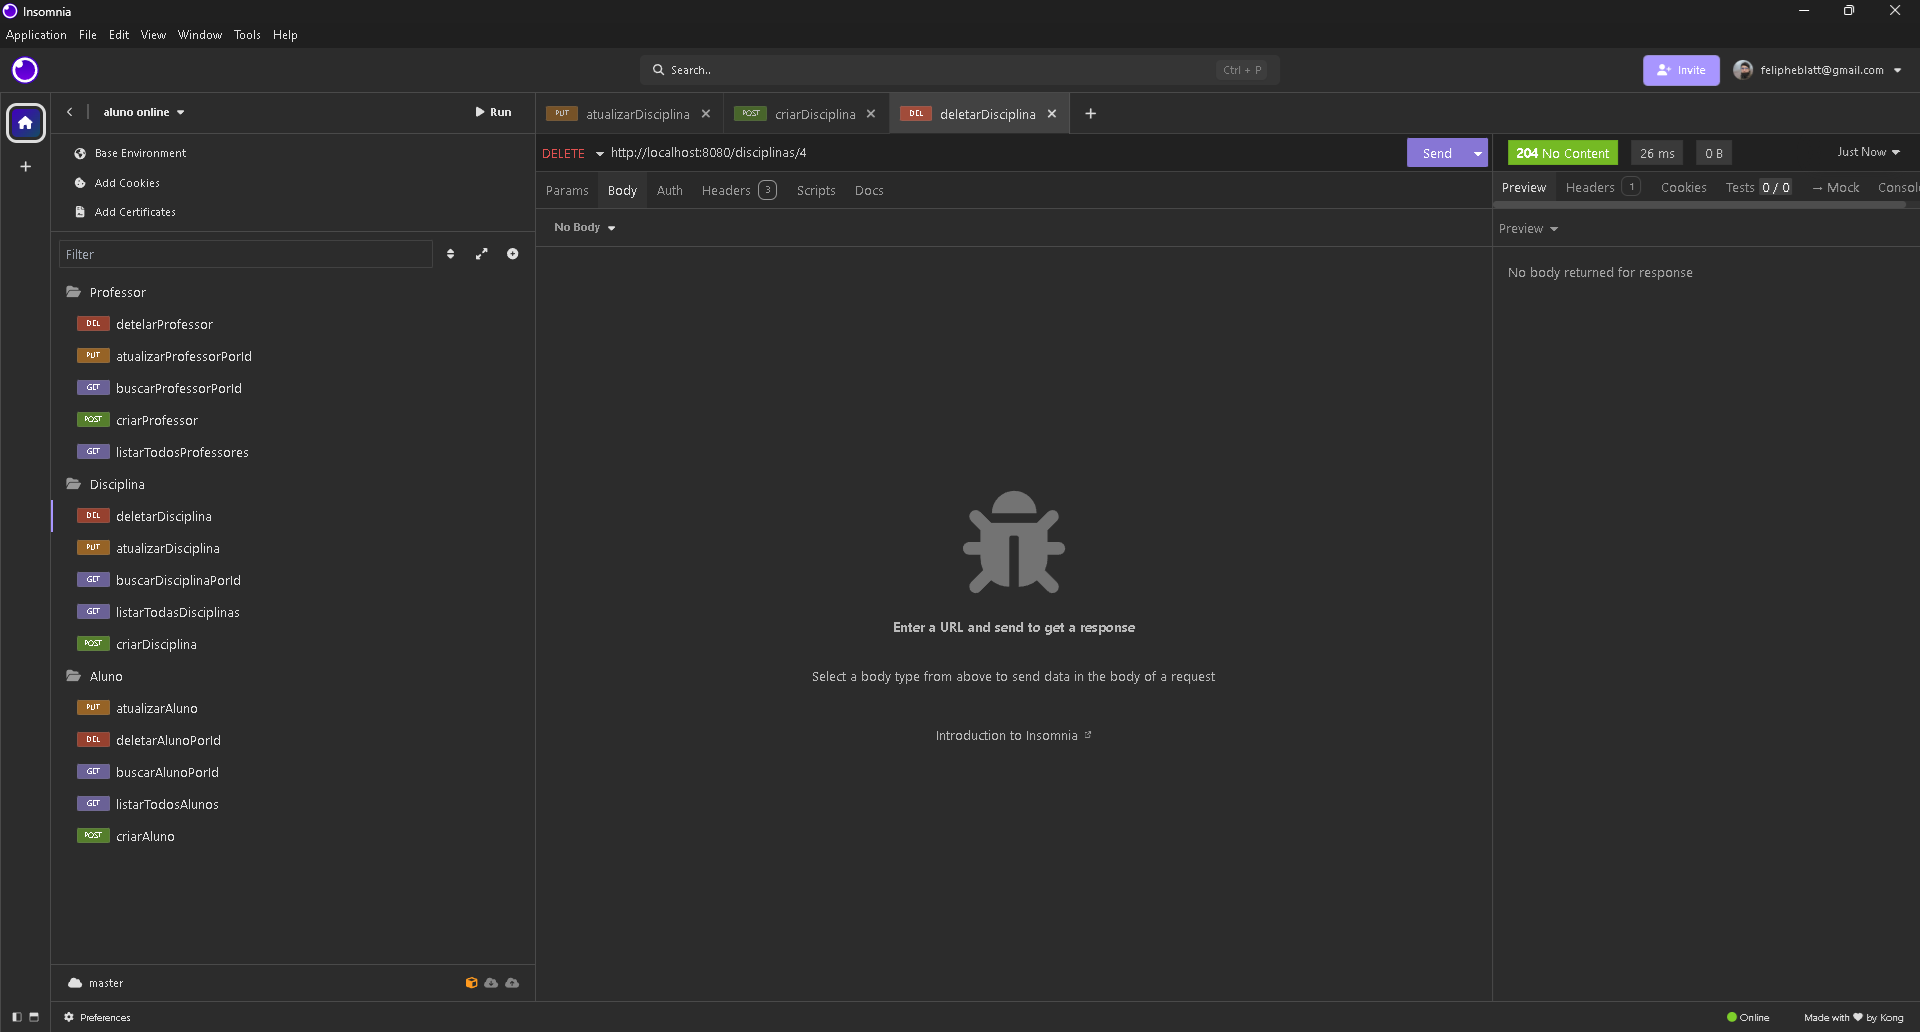 Insomnia
Application File Edit View Window Tools Help
Search.. Ctrl + P
Invite
felipheblatt@gmail.com
aluno online
Run
Base Environment
Add Cookies
Add Certificates
Filter
Professor
DEL detelarProfessor
PUT atualizarProfessorPorId
GET buscarProfessorPorId
POST criarProfessor
GET listarTodosProfessores
Disciplina
DEL deletarDisciplina
PUT atualizarDisciplina
GET buscarDisciplinaPorId
GET listarTodasDisciplinas
POST criarDisciplina
Aluno
PUT atualizarAluno
DEL deletarAlunoPorId
GET buscarAlunoPorId
GET listarTodosAlunos
POST criarAluno
master
PUT atualizarDisciplina
POST criarDisciplina
DEL deletarDisciplina
DELETE http://localhost:8080/disciplinas/4
Send
Params Body Auth Headers 3 Scripts Docs
No Body
Enter a URL and send to get a response
Select a body type from above to send data in the body of a request
Introduction to Insomnia
204 No Content 26 ms 0 B
Just Now
Preview Headers 1 Cookies Tests 0 / 0 → Mock Consol
Preview
No body returned for response
Preferences
Online
Made with ♥ by Kong